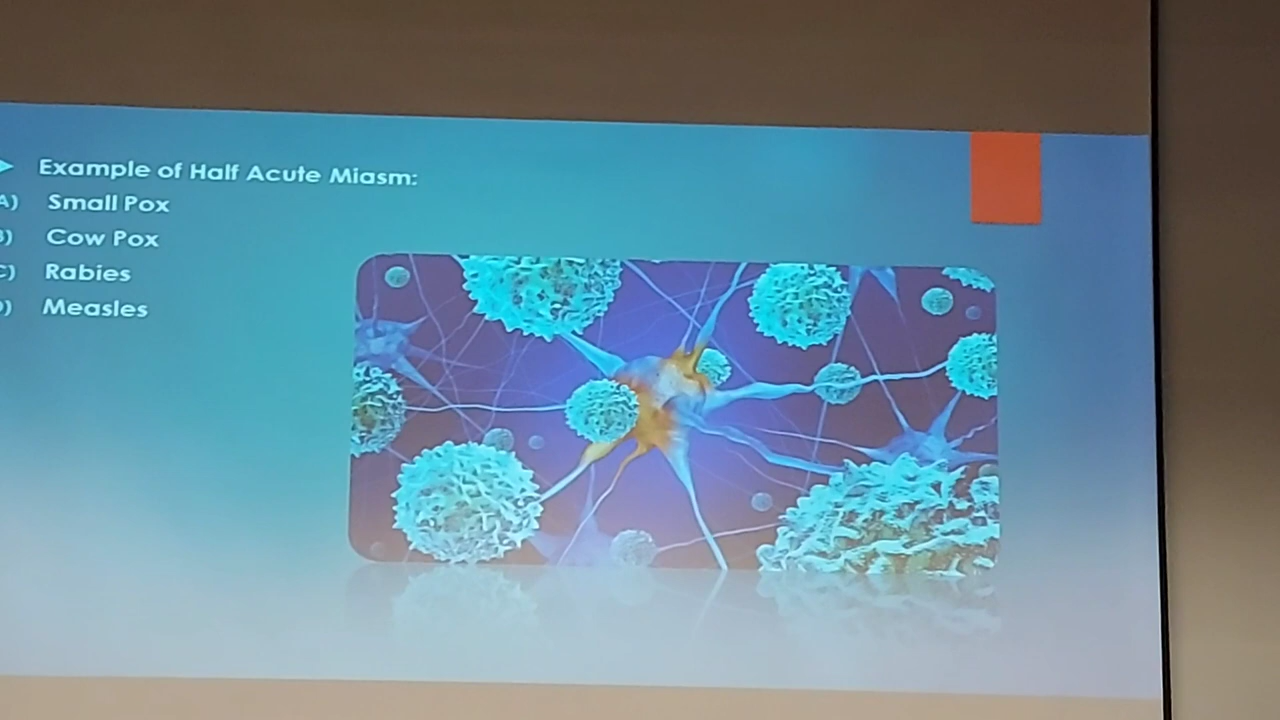 Example of Half Acute Miasm:
A) Small Pox
B) Cow Pox
C) Rabies
D) Measles